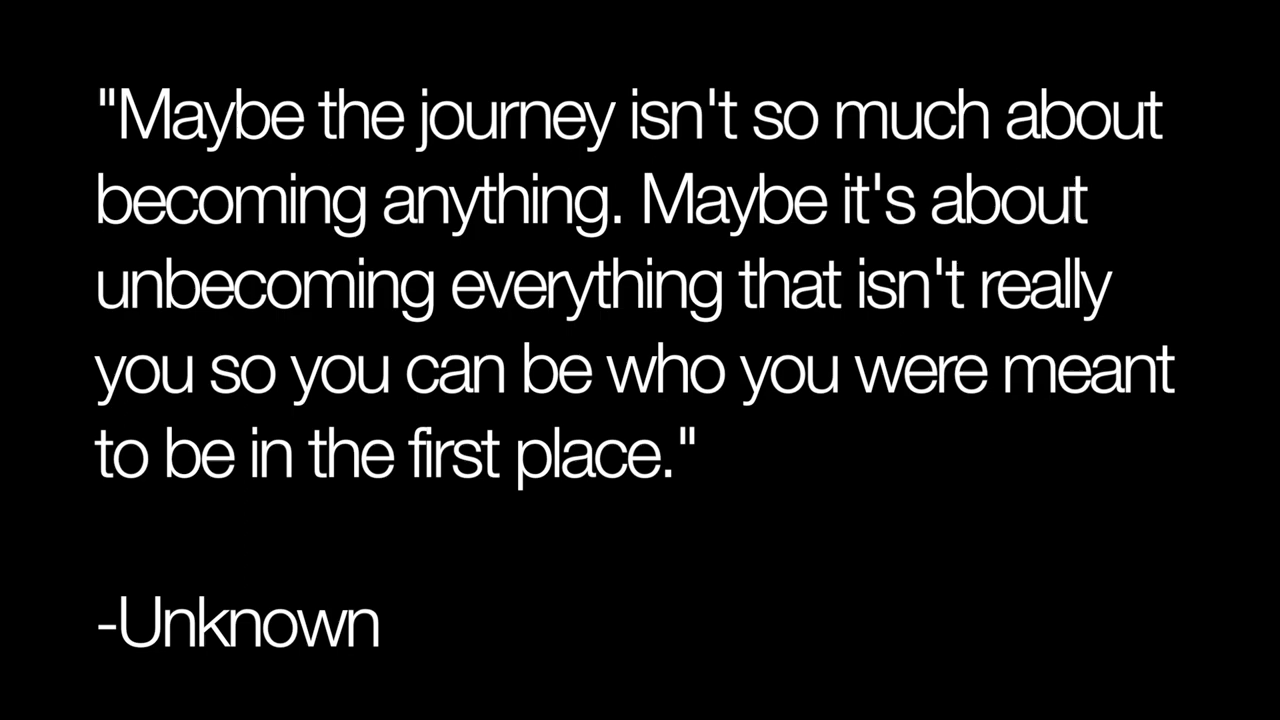 "Maybe the journey isn't so much about
becoming anything. Maybe it's about
unbecoming everything that isn't really
you so you can be who you were meant
to be in the first place."
-Unknown